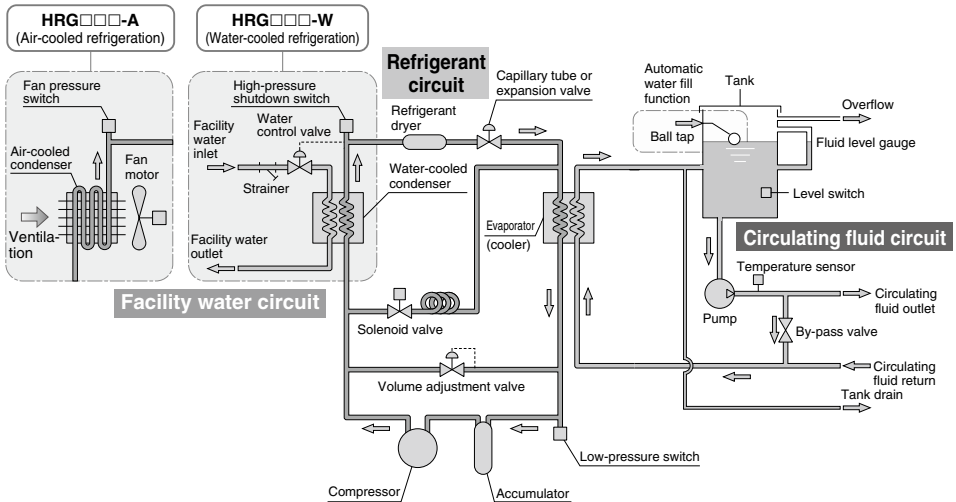 HRG□□□-A
(Air-cooled refrigeration)
HRG□□□-W
(Water-cooled refrigeration)
Fan pressure
switch
Air-cooled
condenser
Fan
motor
Ventila-
tion
High-pressure
shutdown switch
Water
control valve
Facility
water
inlet
Strainer
Facility water
outlet
Water-cooled
condenser
Facility water circuit
Refrigerant
circuit
Refrigerant
dryer
Capillary tube or
expansion valve
Evaporator
(cooler)
Solenoid valve
Volume adjustment valve
Compressor
Accumulator
Low-pressure switch
Automatic
water fill
function
Tank
Ball tap
Overflow
Fluid level gauge
Level switch
Circulating fluid circuit
Temperature sensor
Pump
Circulating
fluid outlet
By-pass valve
Circulating
fluid return
Tank drain